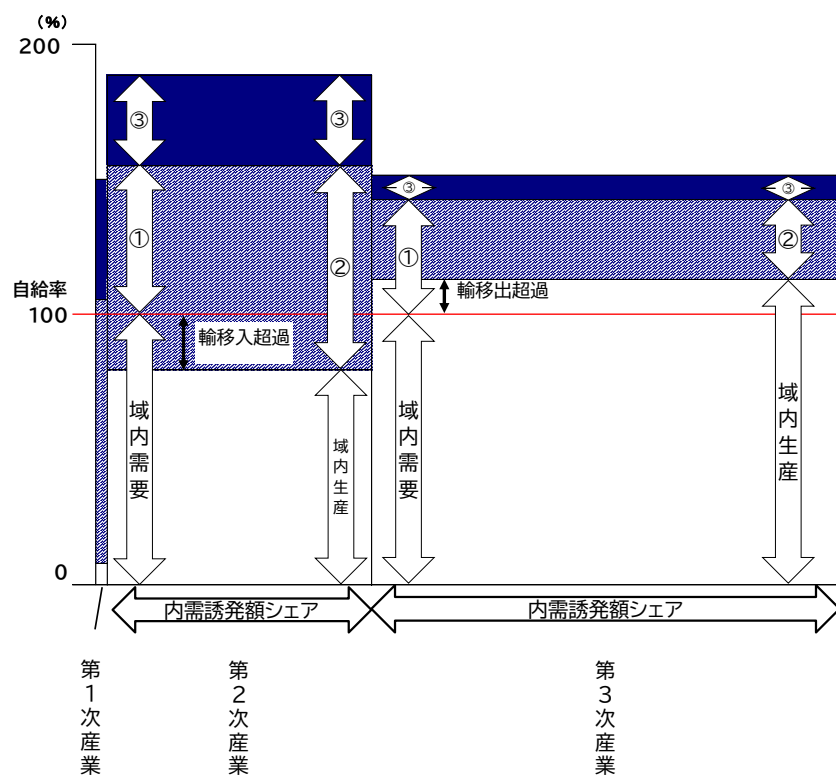 (%)
200
③
③
③
③
①
②
①
②
自給率
100
輸移入超過
輸移出超過
域内需要
域内生産
域内需要
域内生産
0
内需誘発額シェア
内需誘発額シェア
第1次産業
第2次産業
第3次産業